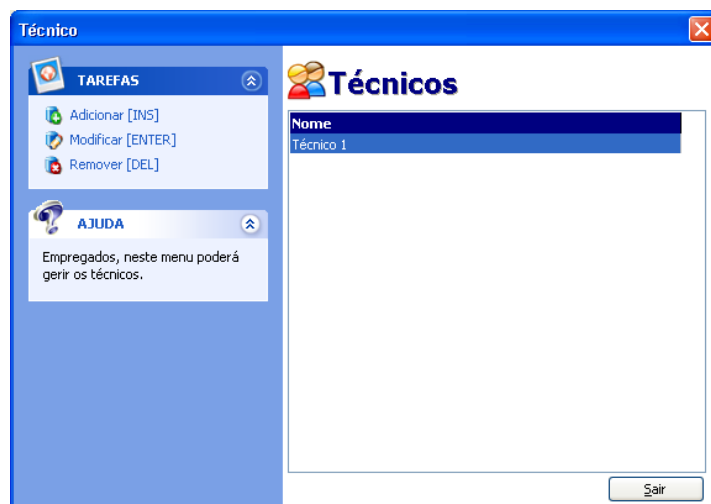 Técnico
TAREFAS
Adicionar [INS]
Modificar [ENTER]
Remover [DEL]
AJUDA
Empregados, neste menu poderá
gerir os técnicos.
Técnicos
Nome
Técnico 1
Sair